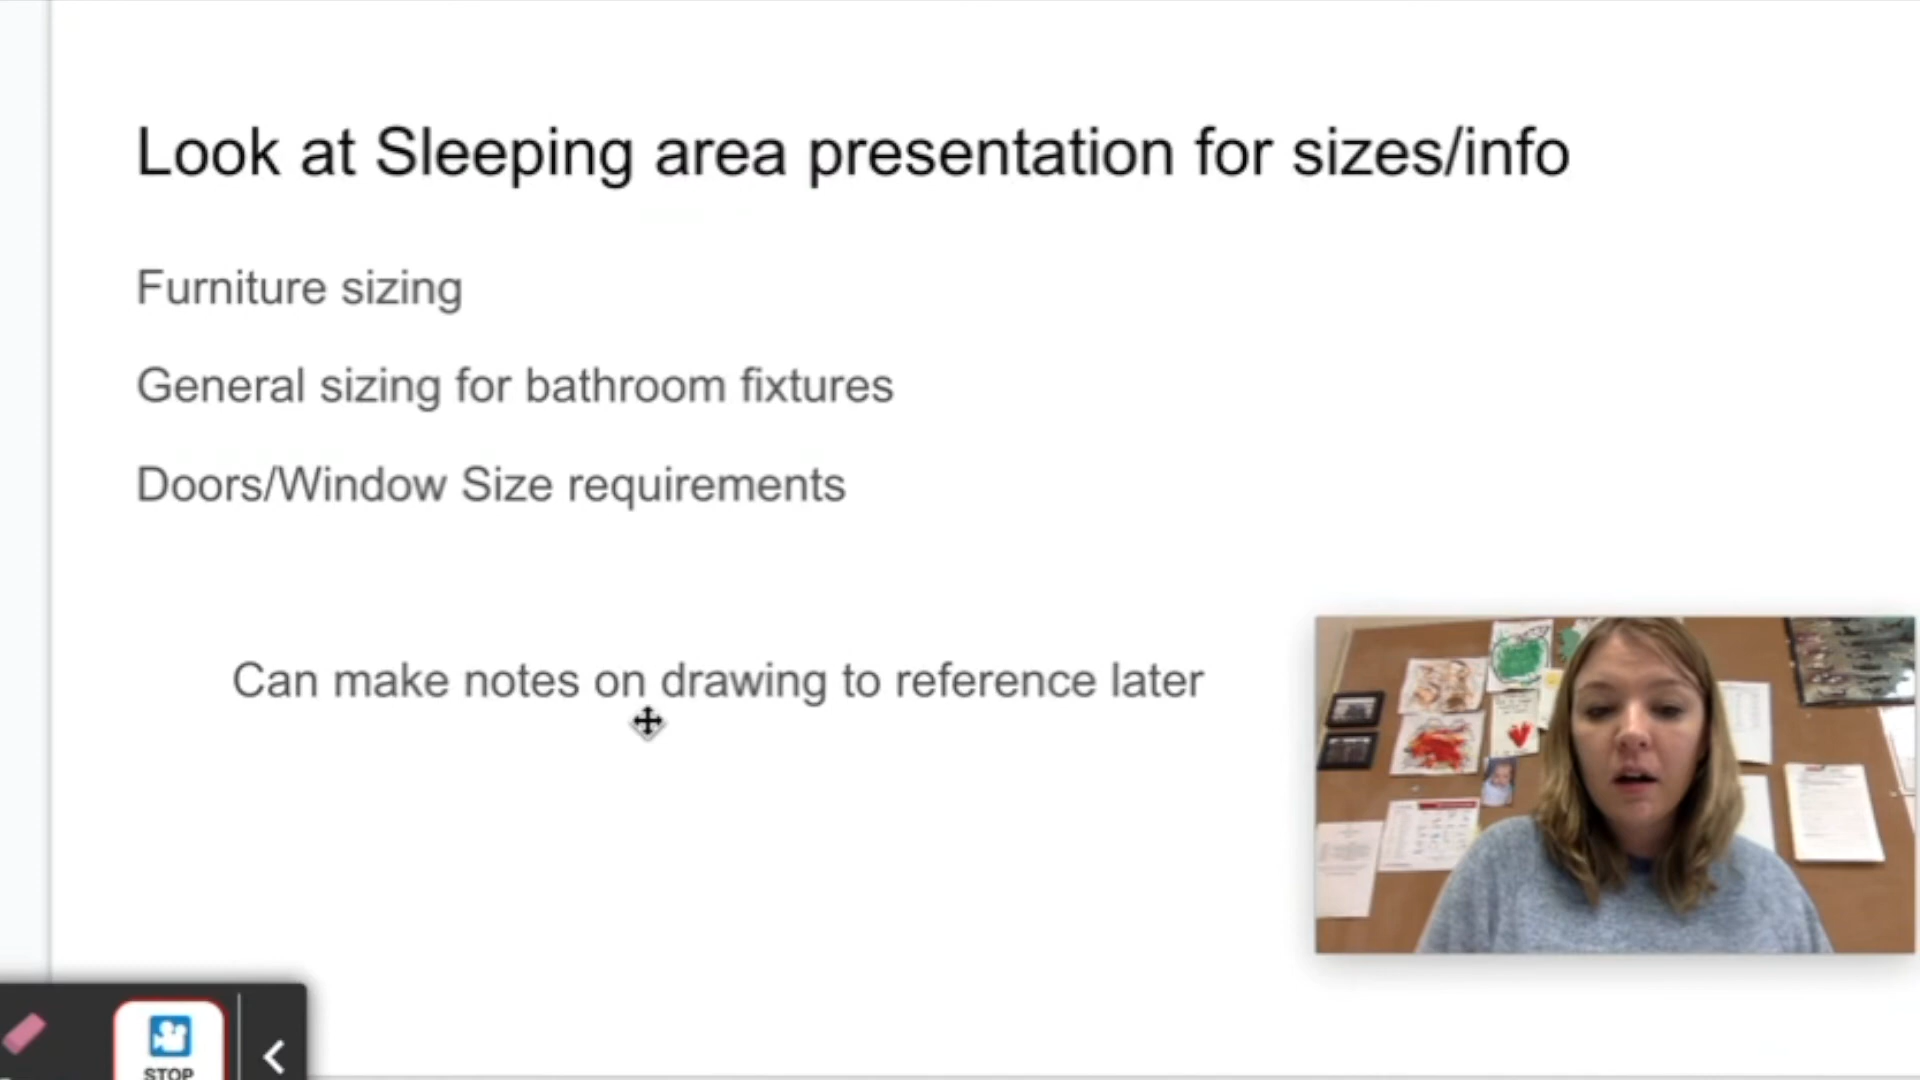 Look at Sleeping area presentation for sizes/info
Furniture sizing
General sizing for bathroom fixtures
Doors/Window Size requirements
Can make notes on drawing to reference later
STOP